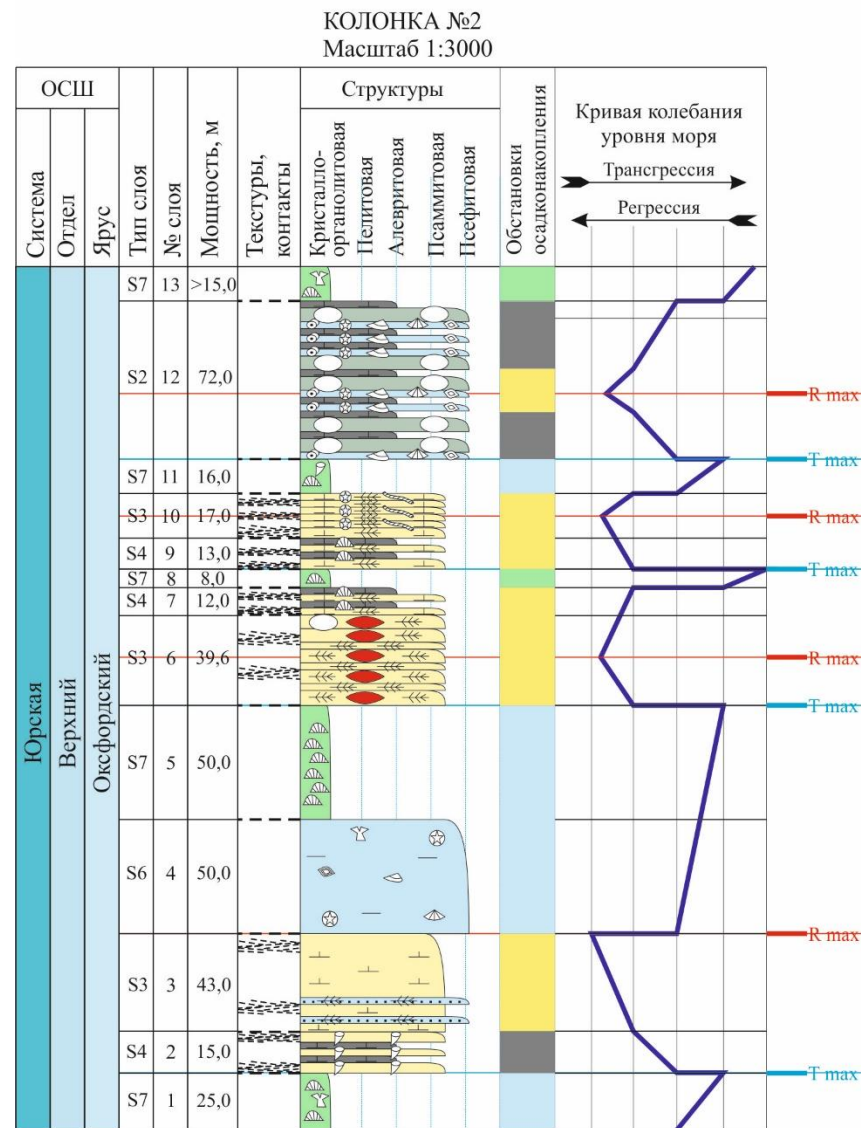 КОЛОНКА №2
Масштаб 1:3000
ОСШ
Система
Отдел
Ярус
Тип слоя
№ слоя
Мощность, м
Текстуры,
контакты
Структуры
Кристалло-
органолитовая
Пелитовая
Алевритовая
Псаммитовая
Псефитовая
Обстановки
осадконакопления
Кривая колебания
уровня моря
Трансгрессия
Регрессия
Юрская
Верхний
Оксфордский
S7 13 >15,0
S2 12 72,0
R max
T max
S7 11 16,0
S3 10 17,0
R max
S4 9 13,0
T max
S7 8 8,0
S4 7 12,0
S3 6 39,6
R max
T max
S7 5 50,0
S6 4 50,0
R max
S3 3 43,0
S4 2 15,0
T max
S7 1 25,0